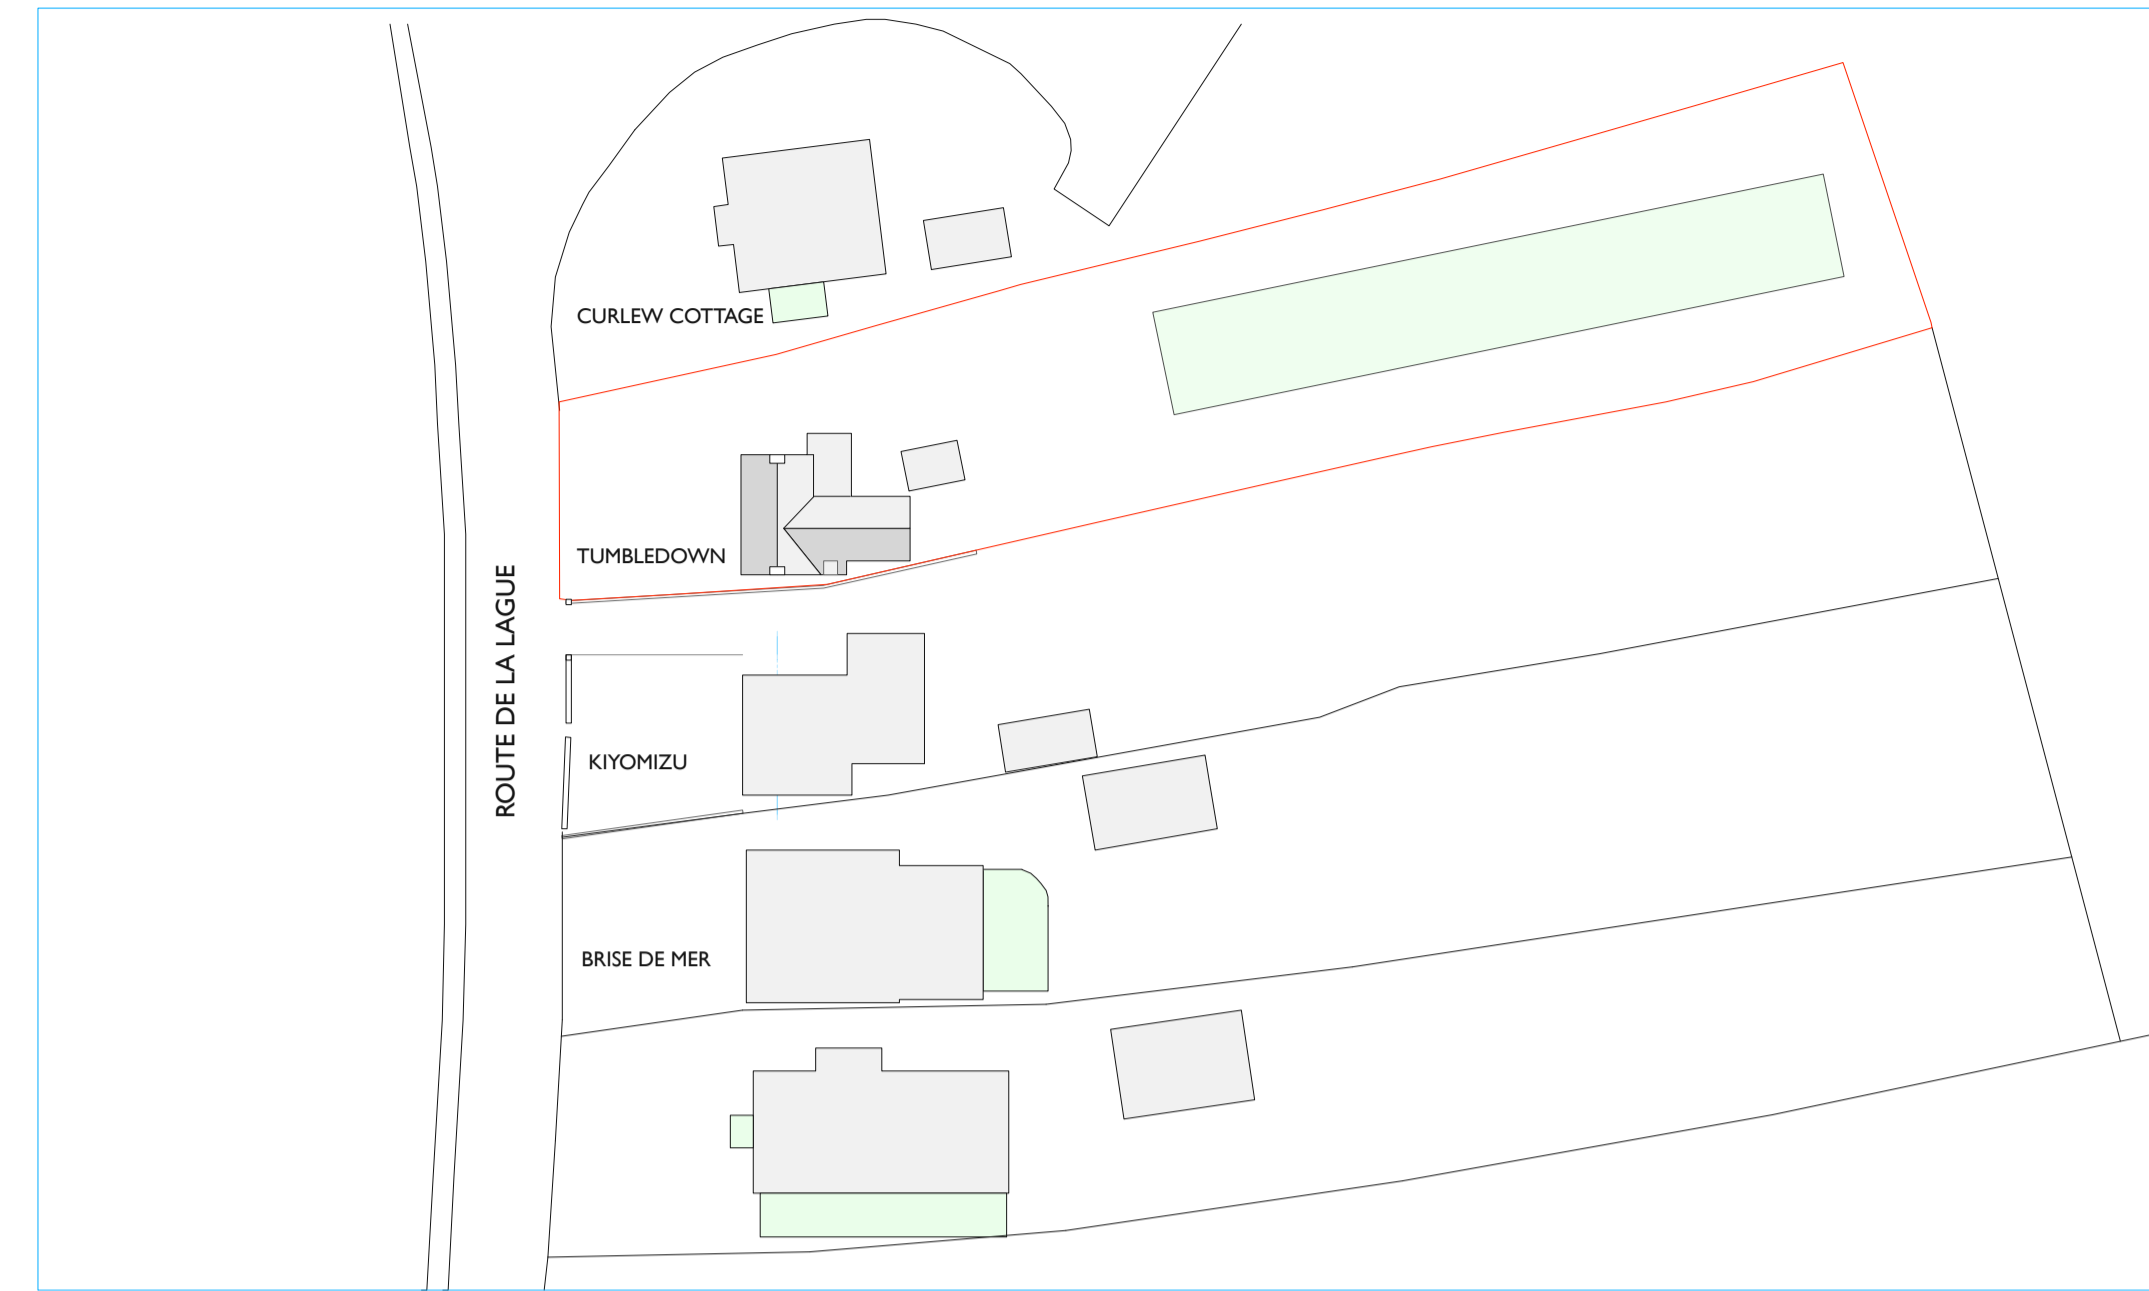 CURLEW COTTAGE
TUMBLEDOWN
ROUTE DE LA LAGUE
KIYOMIZU
BRISE DE MER